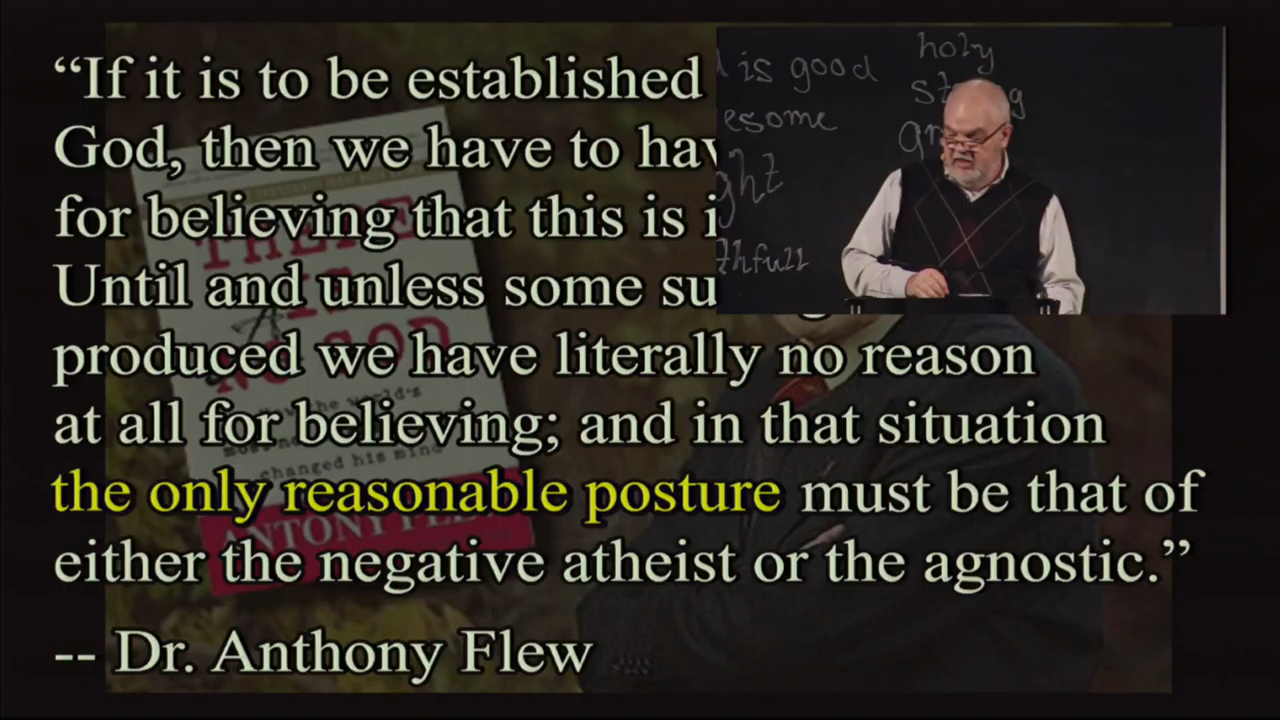 “If it is to be established
God, then we have to hav
for believing that this is i
Until and unless some su
produced we have literally no reason
at all for believing; and in that situation
the only reasonable posture must be that of
either the negative atheist or the agnostic.”
-- Dr. Anthony Flew
is good
holy
esome
ght
thfull
THERE
IS
NO
GOD
How the world's
most
changed his mind
ANTONY FLEW